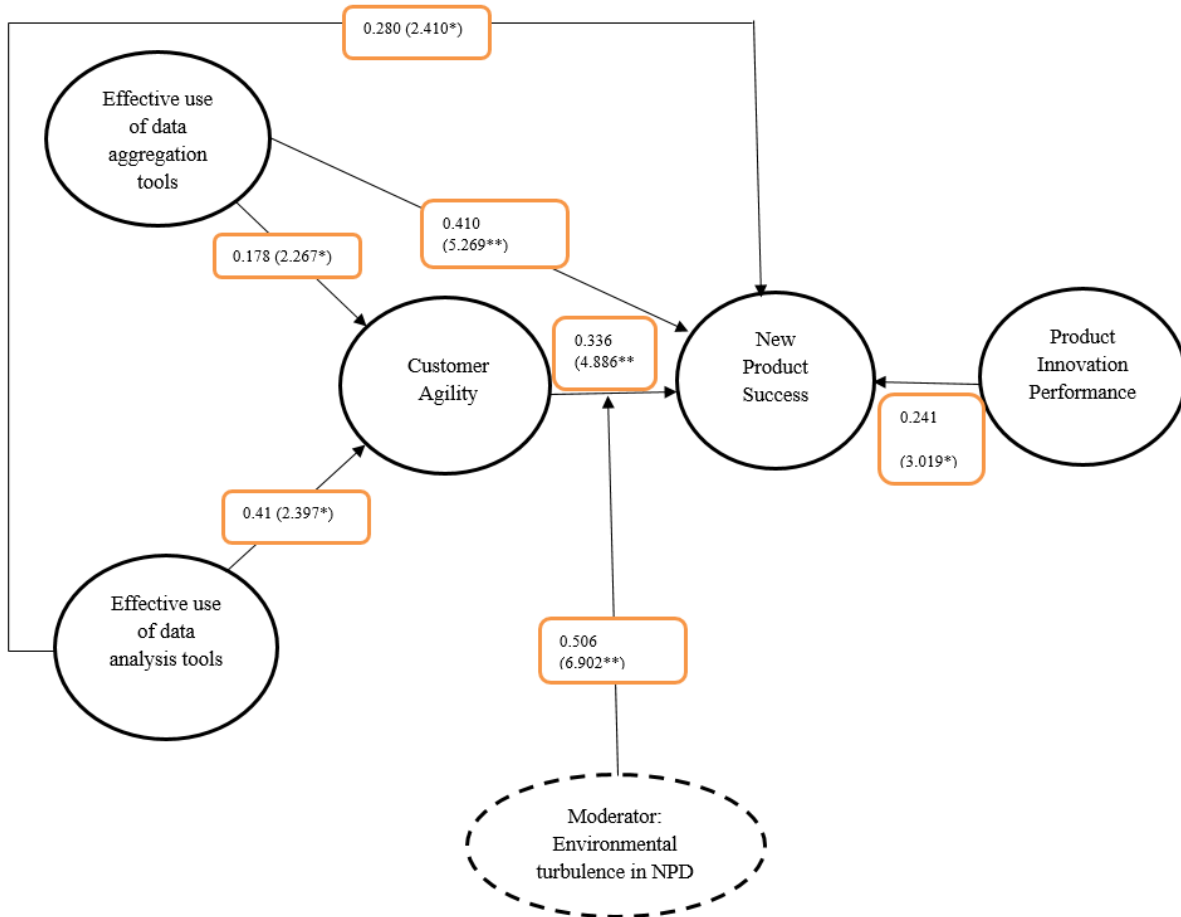 0.280 (2.410*)
Effective use
of data
aggregation
tools
0.410
(5.269**)
0.178 (2.267*)
Customer
Agility
0.336
(4.886**
New
Product
Success
Product
Innovation
Performance
0.241
(3.019*)
0.41 (2.397*)
Effective use
of data
analysis tools
0.506
(6.902**)
Moderator:
Environmental
turbulence in NPD